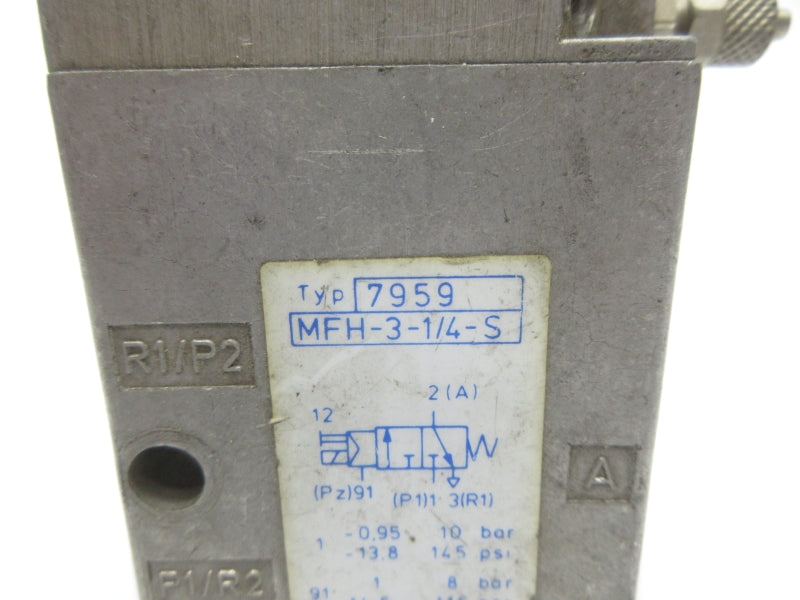 Typ 7959
MFH-3-1/4-S
R1/P2
2(A)
12
A
(Pz)91 (P1)1 3(R1)
1 -0,95 10 bar
-13,8 145 psi
P1/R2
91 1 8 bar